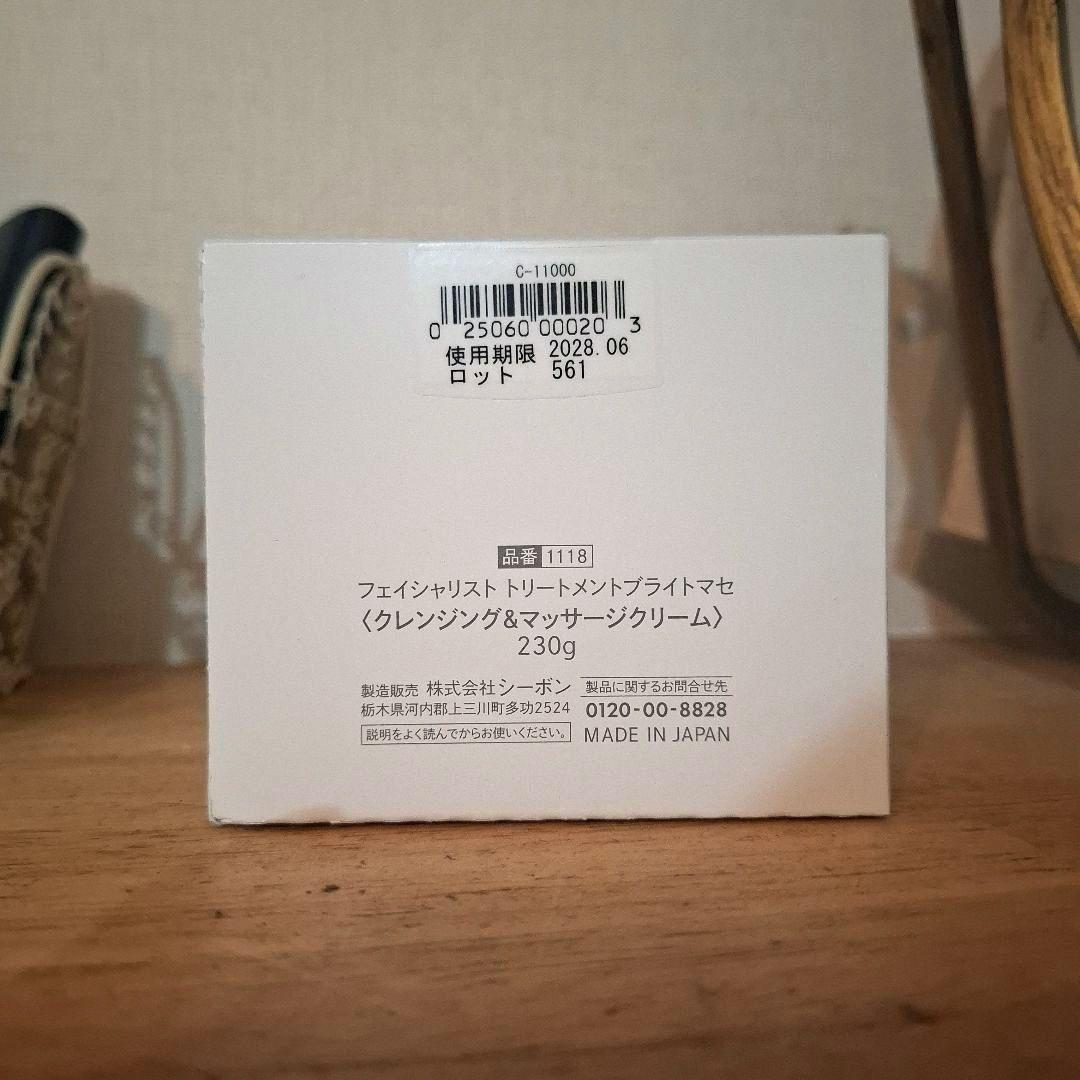 C-11000
0 25060 00020 3
使用期限 2028.06
ロット 561
品番 1118
フェイシャリスト トリートメントブライトマセ
〈クレンジング&マッサージクリーム〉
230g
製造販売 株式会社シーボン
栃木県河内郡上三川町多功2524
説明をよく読んでからお使いください。
製品に関するお問合せ先
0120-00-8828
MADE IN JAPAN